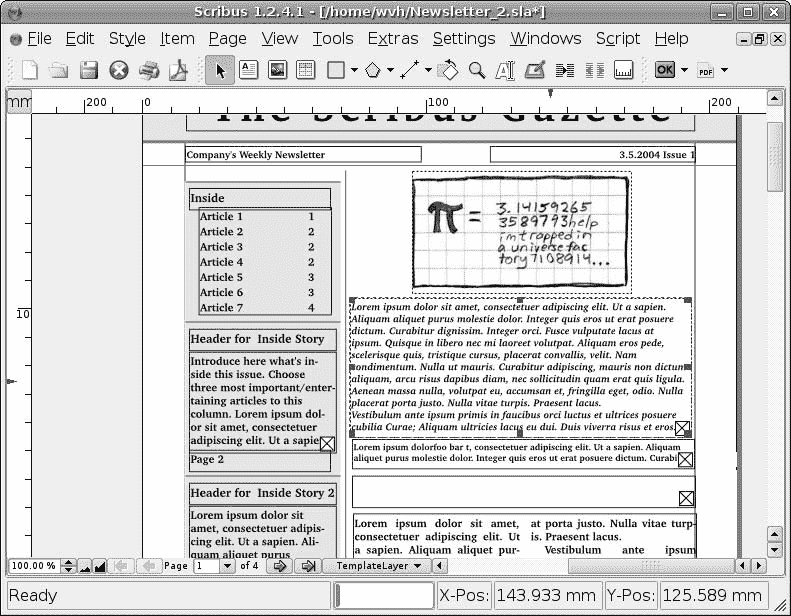 Scribus 1.2.4.1 - [/home/wvh/Newsletter_2.sla*]
File Edit Style Item Page View Tools Extras Settings Windows Script Help
OK PDF
mm 200 0 100 200
The Scribus Gazette
Company's Weekly Newsletter 3.5.2004 Issue 1
Inside
Article 1 1
Article 2 2
Article 3 2
Article 4 2
Article 5 3
Article 6 3
Article 7 4
π = 3.14159265
3589793help
imtrapped in
a universe fac
tory7108914...
10
Header for Inside Story
Introduce here what's in-
side this issue. Choose
three most important/enter-
taining articles to this
column. Lorem ipsum dol-
or sit amet, consectetuer
adipiscing elit. Ut a sapie
Page 2
Header for Inside Story 2
Lorem ipsum dolor sit
amet, consectetuer adipis-
cing elit. Ut a sapien. Ali-
quam aliquet purus
Lorem ipsum dolor sit amet, consectetuer adipiscing elit. Ut a sapien.
Aliquam aliquet purus molestie dolor. Integer quis eros ut erat posuere
dictum. Curabitur dignissim. Integer orci. Fusce vulputate lacus at
ipsum. Quisque in libero nec mi laoreet volutpat. Aliquam eros pede,
scelerisque quis, tristique cursus, placerat convallis, velit. Nam
condimentum. Nulla ut mauris. Curabitur adipiscing, mauris non dictum
aliquam, arcu risus dapibus diam, nec sollicitudin quam erat quis ligula.
Aenean massa nulla, volutpat eu, accumsan et, fringilla eget, odio. Nulla
placerat porta justo. Nulla vitae turpis. Praesent lacus.
Vestibulum ante ipsum primis in faucibus orci luctus et ultrices posuere
cubilia Curae; Aliquam ultricies lacus eu dui. Duis viverra risus et eros.
Lorem ipsum dolorfoo bar t, consectetuer adipiscing elit. Ut a sapien. Aliquam
aliquet purus molestie dolor. Integer quis eros ut erat posuere dictum. Curabi
Lorem ipsum dolor sit amet,
consectetuer adipiscing elit. Ut
a sapien. Aliquam aliquet pur-
at porta justo. Nulla vitae turp-
is. Praesent lacus.
Vestibulum ante ipsum
100.00 % Page 1 of 4 TemplateLayer
Ready X-Pos: 143.933 mm Y-Pos: 125.589 mm